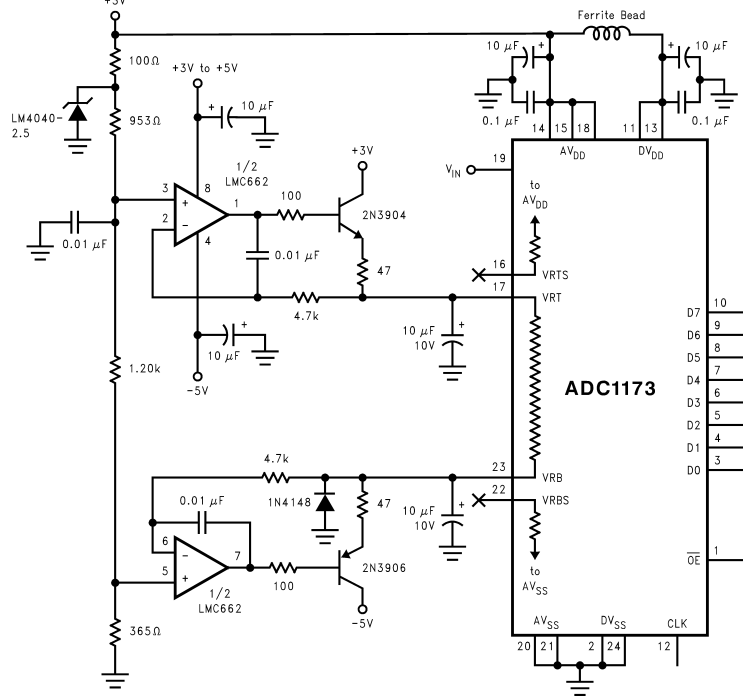 +3V
Ferrite Bead
10 μF +
+ 10 μF
100Ω
+3V to +5V
LM4040-
2.5
953Ω
+ 10 μF
0.1 μF
0.1 μF
14 15 18
11 13
AVDD
DVDD
+3V
19
VIN
1/2
LMC662
to
AVDD
3
+
8
1
100
2N3904
2
−
4
0.01 μF
0.01 μF
47
16
VRTS
17
VRT
4.7k
10 μF
+
10 μF
10V
+
-5V
1.20k
ADC1173
D7 10
D6 9
D5 8
D4 7
D3 6
D2 5
D1 4
D0 3
4.7k
23
VRB
22
VRBS
0.01 μF
1N4148
47
10 μF
10V
+
6
−
7
5
+
100
2N3906
1/2
LMC662
-5V
to
AVSS
OE 1
365Ω
AVSS
DVSS
CLK
20 21
2 24
12